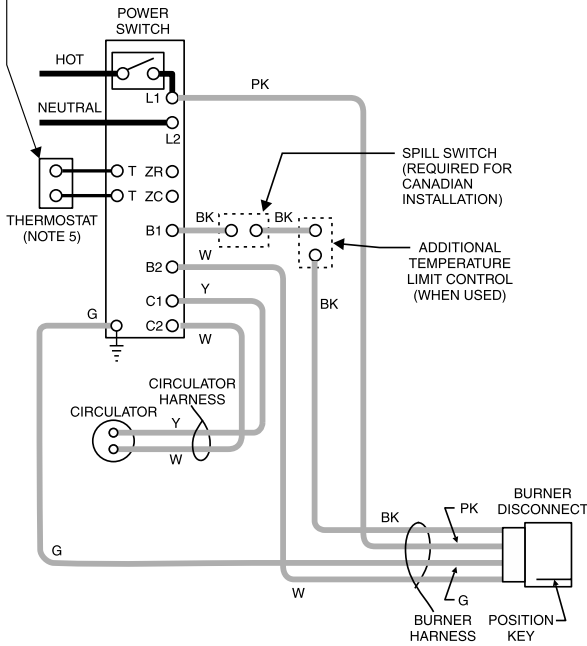 POWER
SWITCH
HOT
PK
L1
NEUTRAL
L2
T
ZR
T
ZC
THERMOSTAT
(NOTE 5)
SPILL SWITCH
(REQUIRED FOR
CANADIAN
INSTALLATION)
B1
BK
BK
ADDITIONAL
TEMPERATURE
LIMIT CONTROL
(WHEN USED)
B2
W
BK
C1
Y
G
C2
W
CIRCULATOR
HARNESS
CIRCULATOR
Y
W
BURNER
DISCONNECT
BK
PK
G
W
G
BURNER
HARNESS
POSITION
KEY